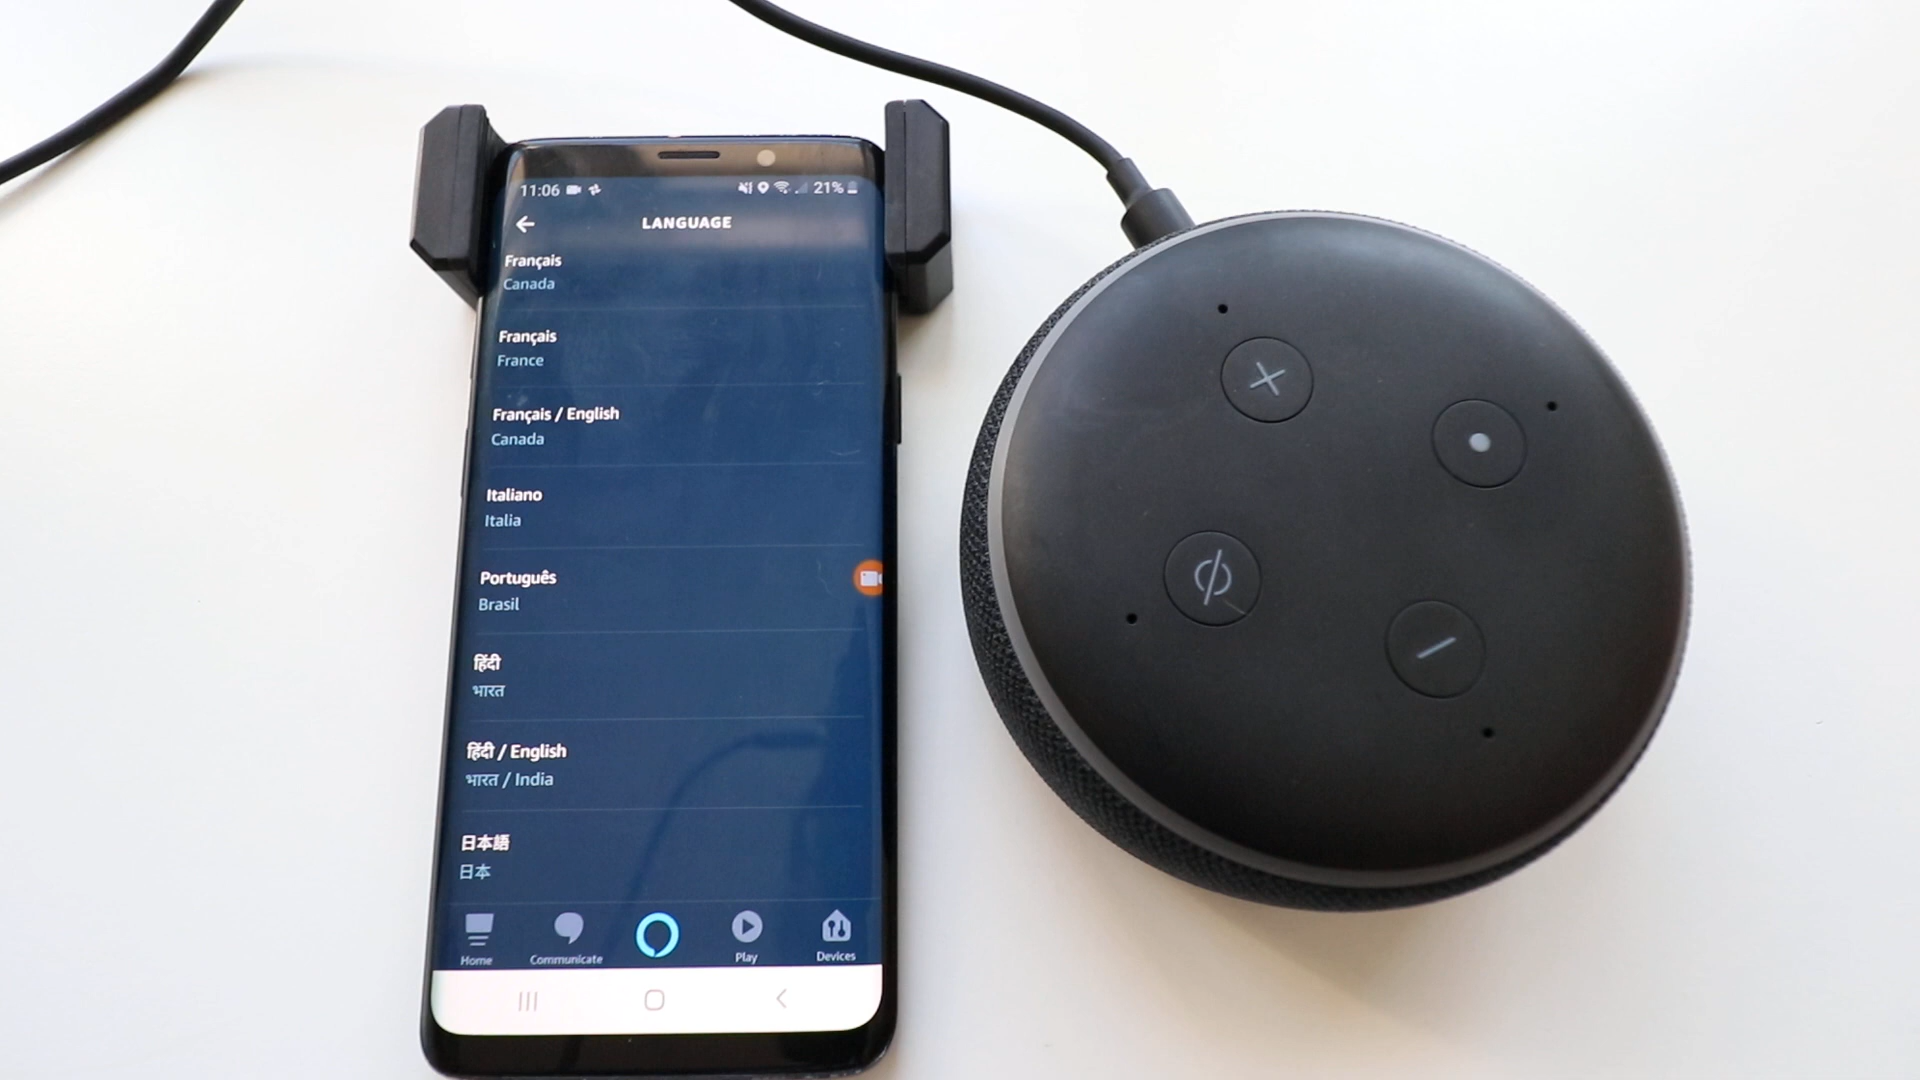 11:06 21%
LANGUAGE
Français
Canada
Français
France
Français / English
Canada
Italiano
Italia
Português
Brasil
हिंदी
भारत
हिंदी / English
भारत / India
日本語
日本
Home Communicate Play Devices